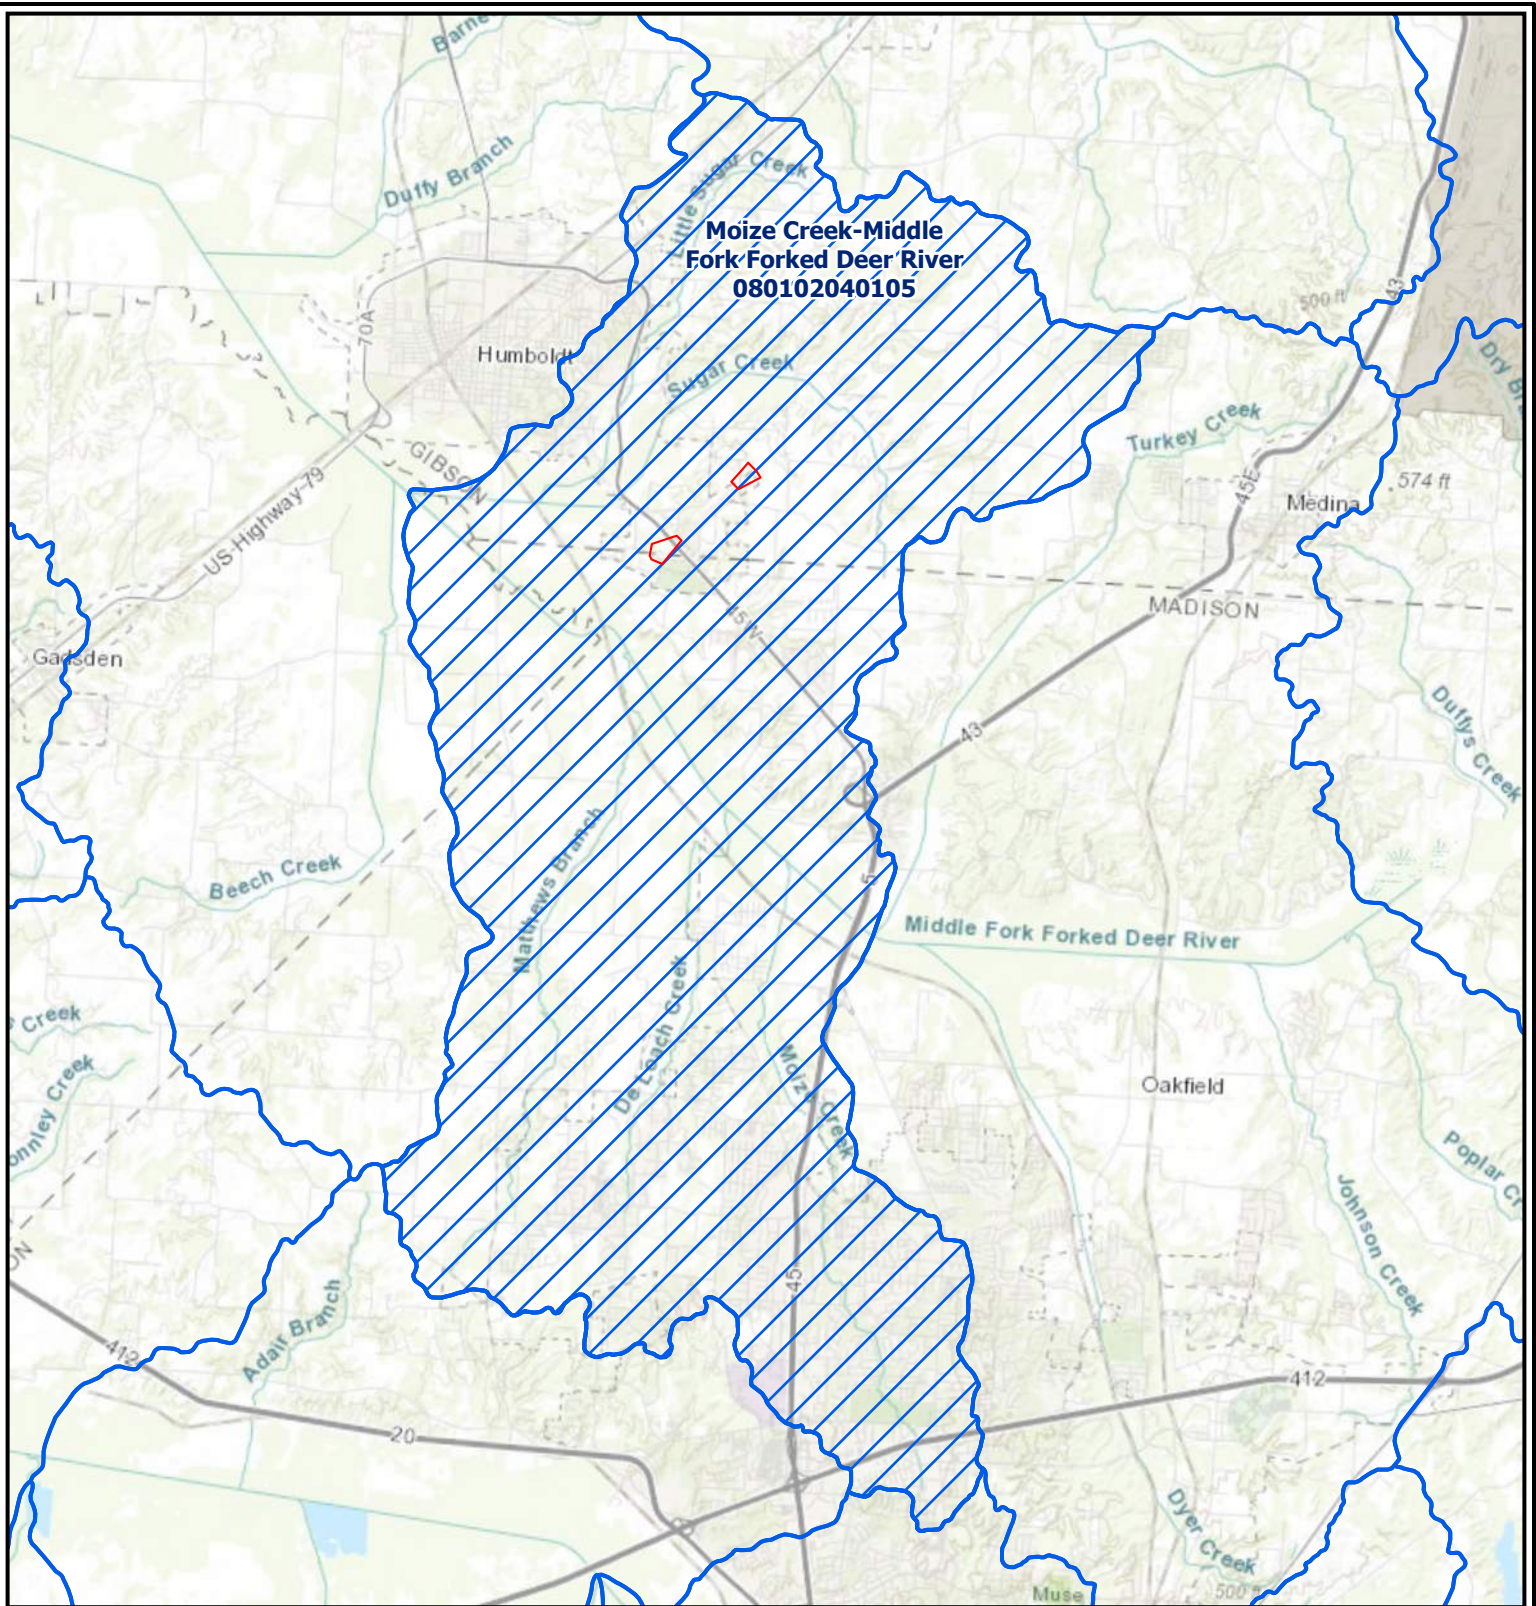 Duffy Branch
Little Sugar Creek
Moize Creek-Middle
Fork Forked Deer River
080102040105
500 ft
43
70A
Humboldt
Sugar Creek
Turkey Creek
GIBSON
45E
574 ft
Medina
US Highway 79
45W
MADISON
Gadsden
Duffys Creek
43
Matthews Branch
Beech Creek
5
Middle Fork Forked Deer River
De Loach Creek
Creek
Moize Creek
Oakfield
Johnson Creek
45
Adair Branch
412
412
20
Dyer Creek
500 ft
Muse